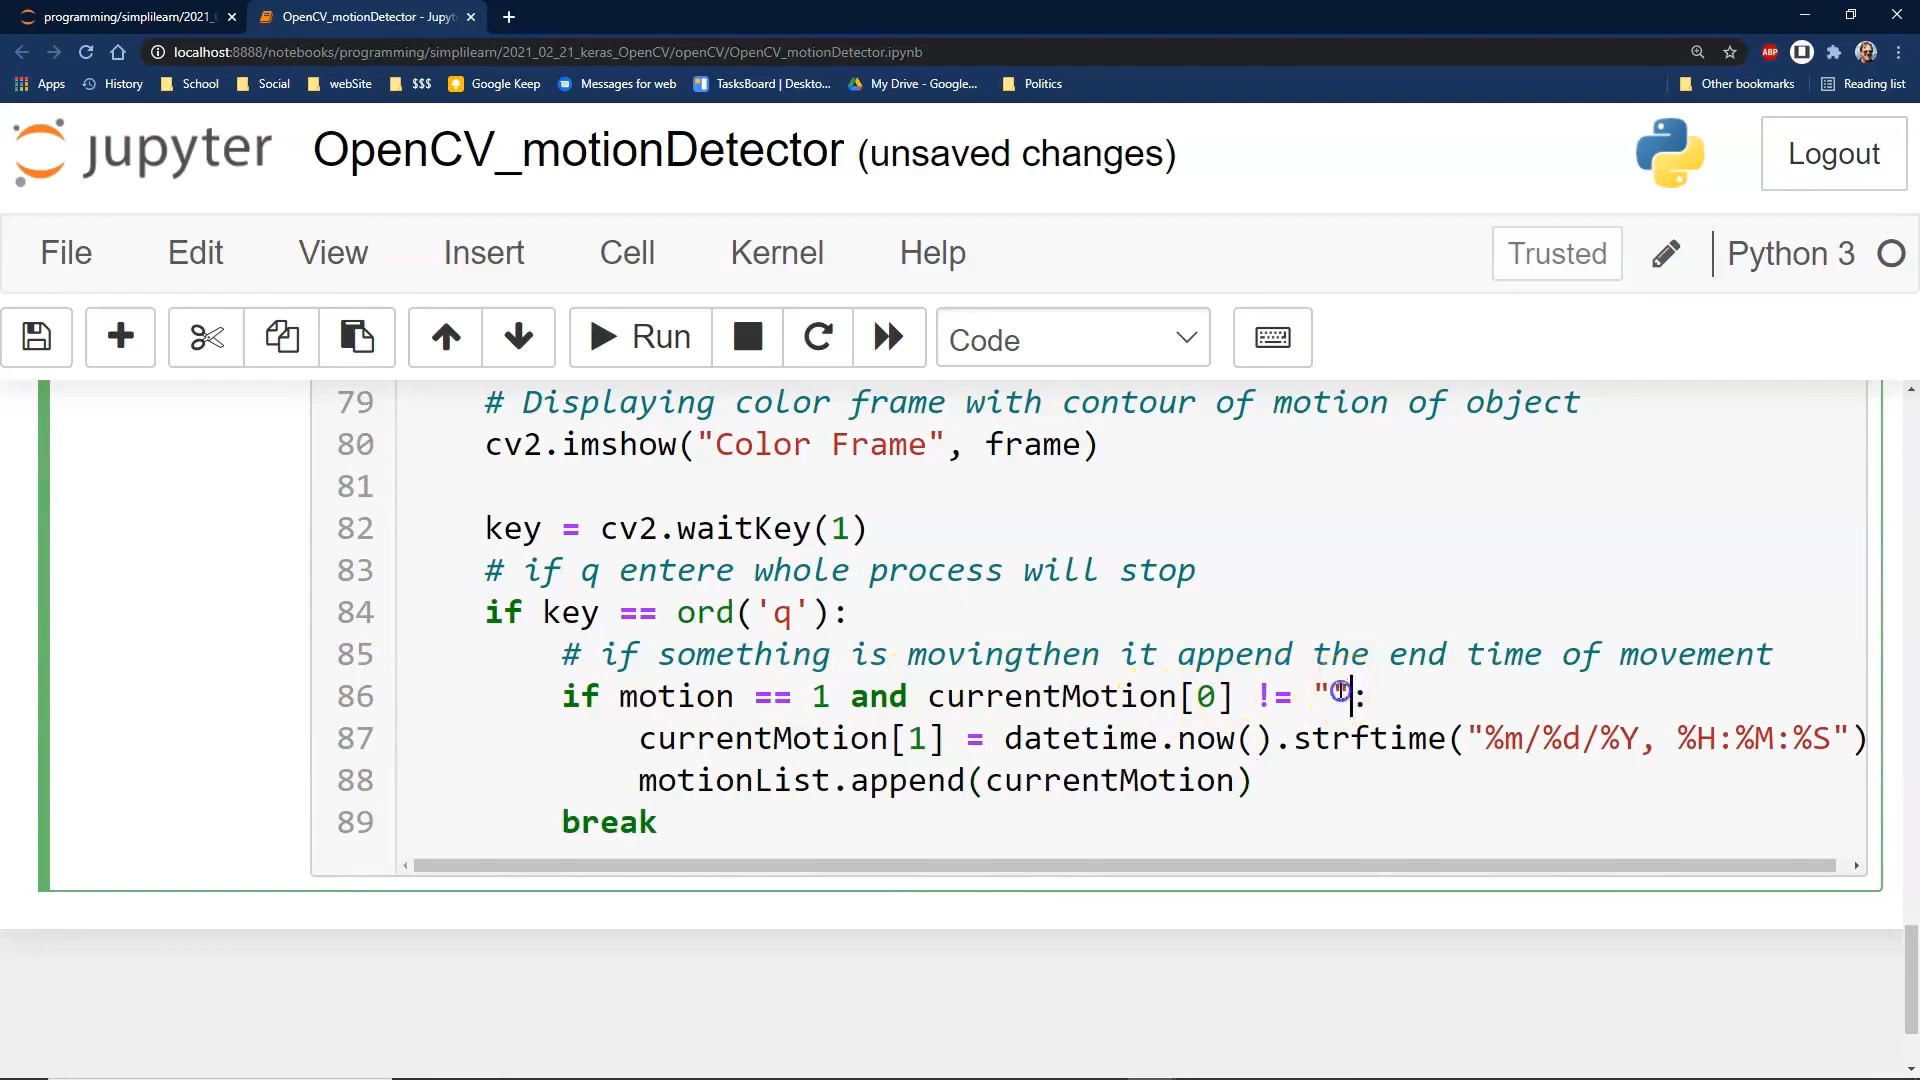 programming/simplilearn/2021_
OpenCV_motionDetector - Jupyt
localhost:8888/notebooks/programming/simplilearn/2021_02_21_keras_OpenCV/openCV/OpenCV_motionDetector.ipynb
ABP
Apps History School Social webSite $$$ Google Keep Messages for web TasksBoard | Deskto... My Drive - Google... Politics Other bookmarks Reading list
jupyter OpenCV_motionDetector (unsaved changes) Logout
File Edit View Insert Cell Kernel Help Trusted Python 3
Run Code
79 # Displaying color frame with contour of motion of object
80 cv2.imshow("Color Frame", frame)
81
82 key = cv2.waitKey(1)
83 # if q entere whole process will stop
84 if key == ord('q'):
85 # if something is movingthen it append the end time of movement
86 if motion == 1 and currentMotion[0] != "":
87 currentMotion[1] = datetime.now().strftime("%m/%d/%Y, %H:%M:%S")
88 motionList.append(currentMotion)
89 break